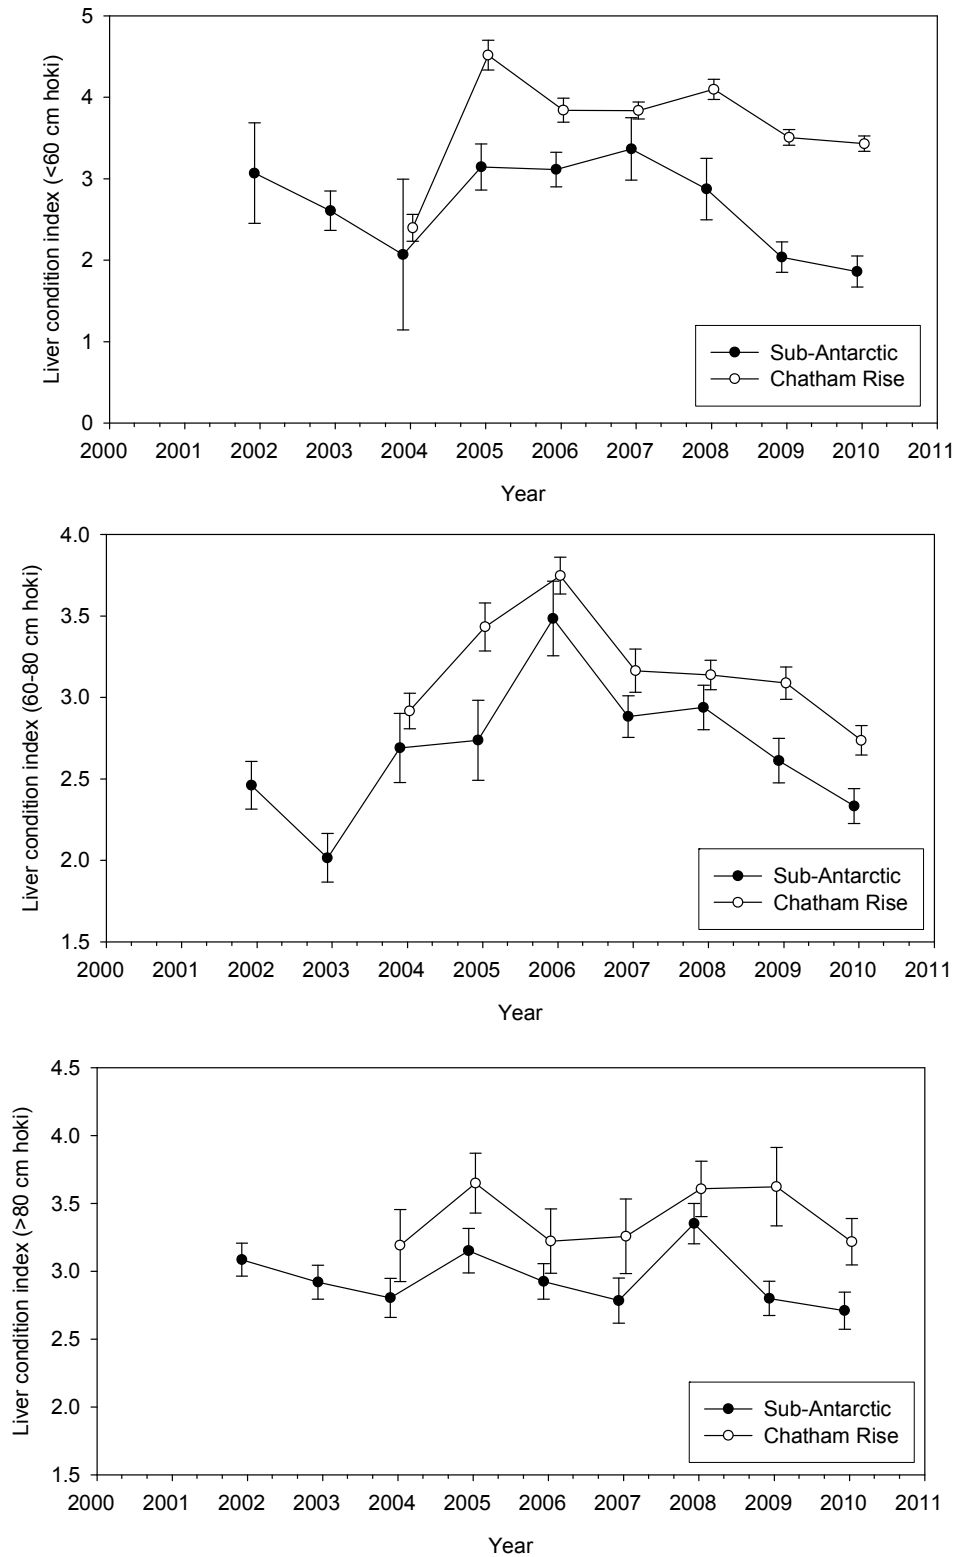 5
4
3
2
1
0
Liver condition index (<60 cm hoki)
Sub-Antarctic
Chatham Rise
2000 2001 2002 2003 2004 2005 2006 2007 2008 2009 2010 2011
Year
4.0
3.5
3.0
2.5
2.0
1.5
Liver condition index (60-80 cm hoki)
Sub-Antarctic
Chatham Rise
2000 2001 2002 2003 2004 2005 2006 2007 2008 2009 2010 2011
Year
4.5
4.0
3.5
3.0
2.5
2.0
1.5
Liver condition index (>80 cm hoki)
Sub-Antarctic
Chatham Rise
2000 2001 2002 2003 2004 2005 2006 2007 2008 2009 2010 2011
Year